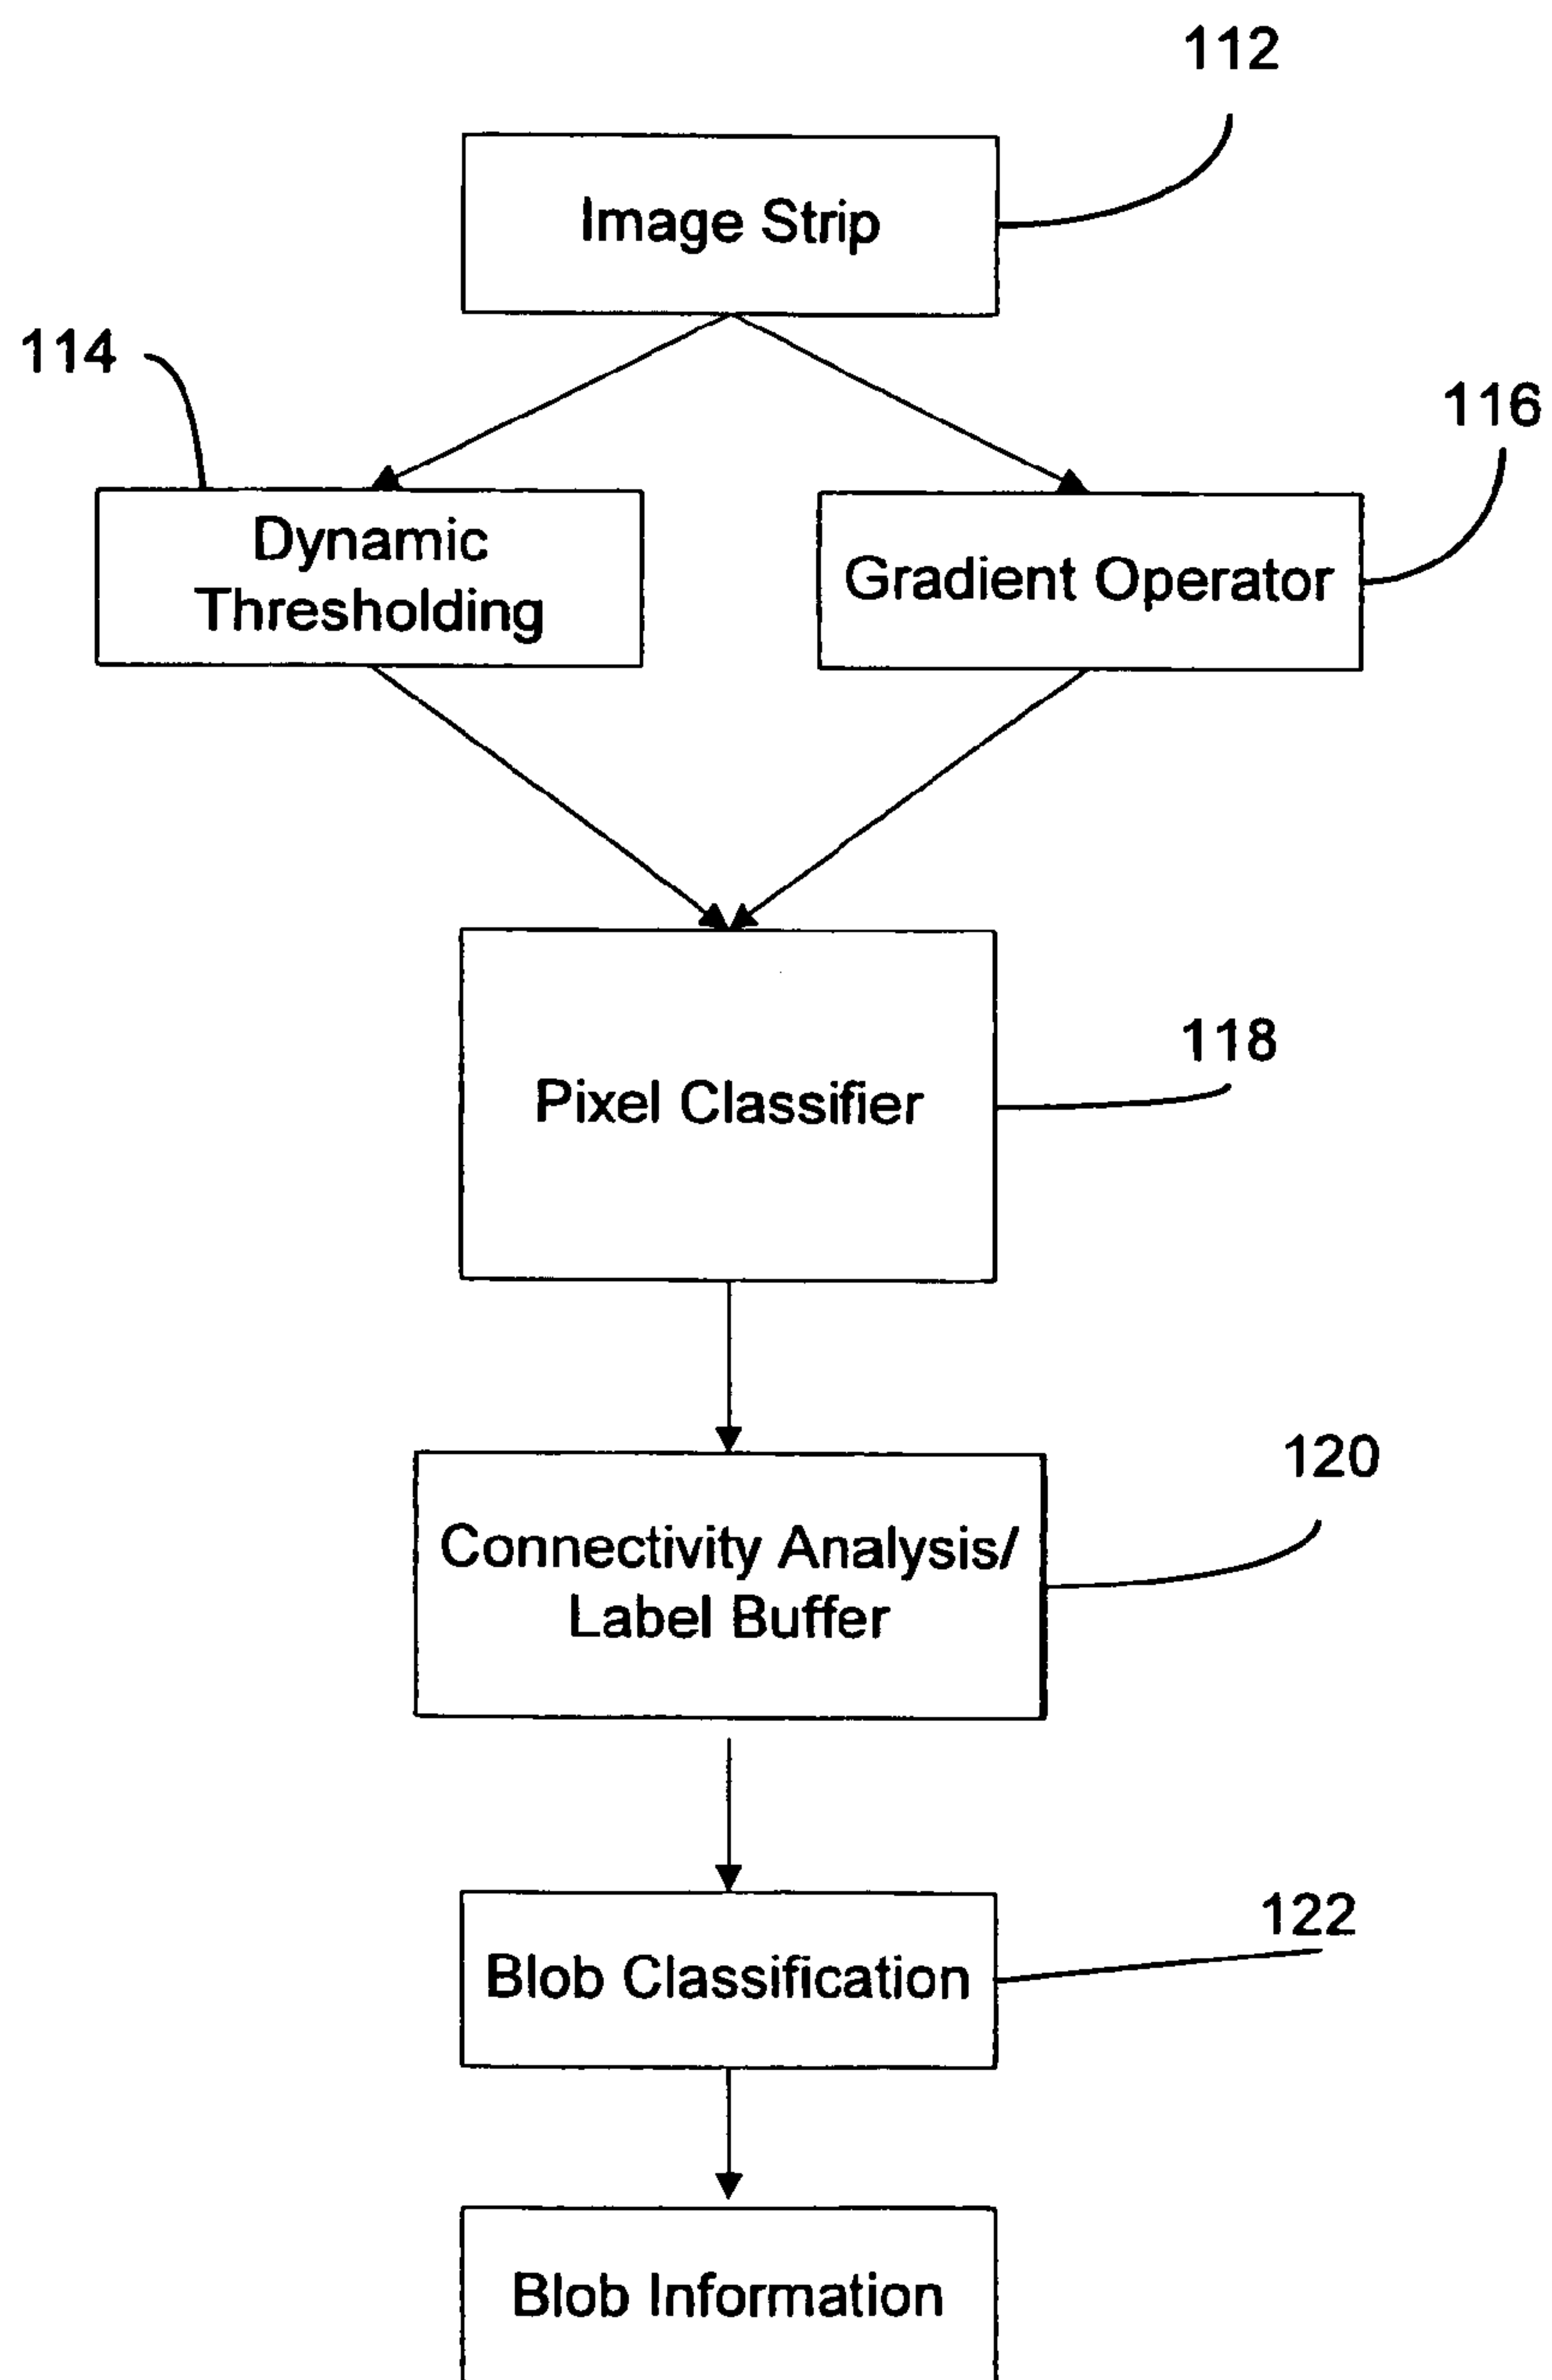 112
Image Strip
114
116
Dynamic
Thresholding
Gradient Operator
118
Pixel Classifier
120
Connectivity Analysis/
Label Buffer
122
Blob Classification
Blob Information